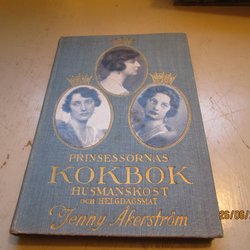 PRINSESSORNAS
KOKBOK
HUSMANSKOST
OCH HELGDAGSMAT
Jenny Åkerström